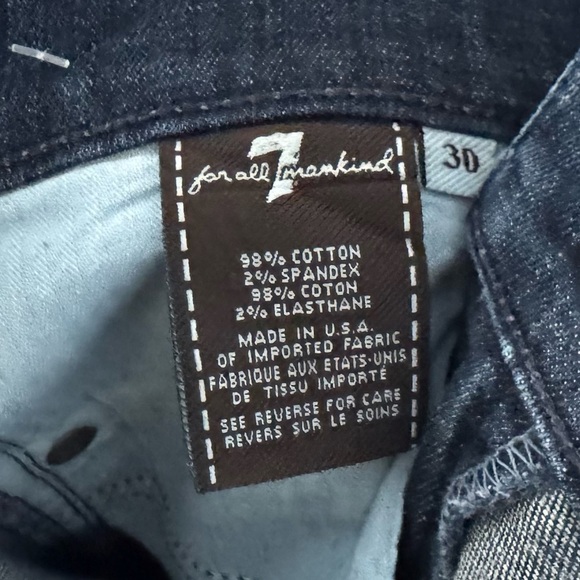 for all 7 mankind
30
98% COTTON
2% SPANDEX
98% COTON
2% ELASTHANE
MADE IN U.S.A.
OF IMPORTED FABRIC
FABRIQUE AUX ETATS-UNIS
DE TISSU IMPORTÉ
SEE REVERSE FOR CARE
REVERS SUR LE SOINS